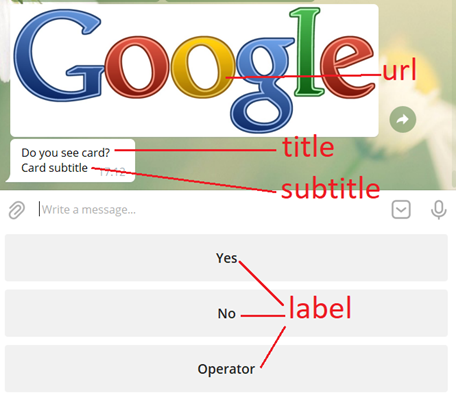 Google
url
Do you see card?
title
Card subtitle
17:12
subtitle
Write a message...
Yes
No
label
Operator